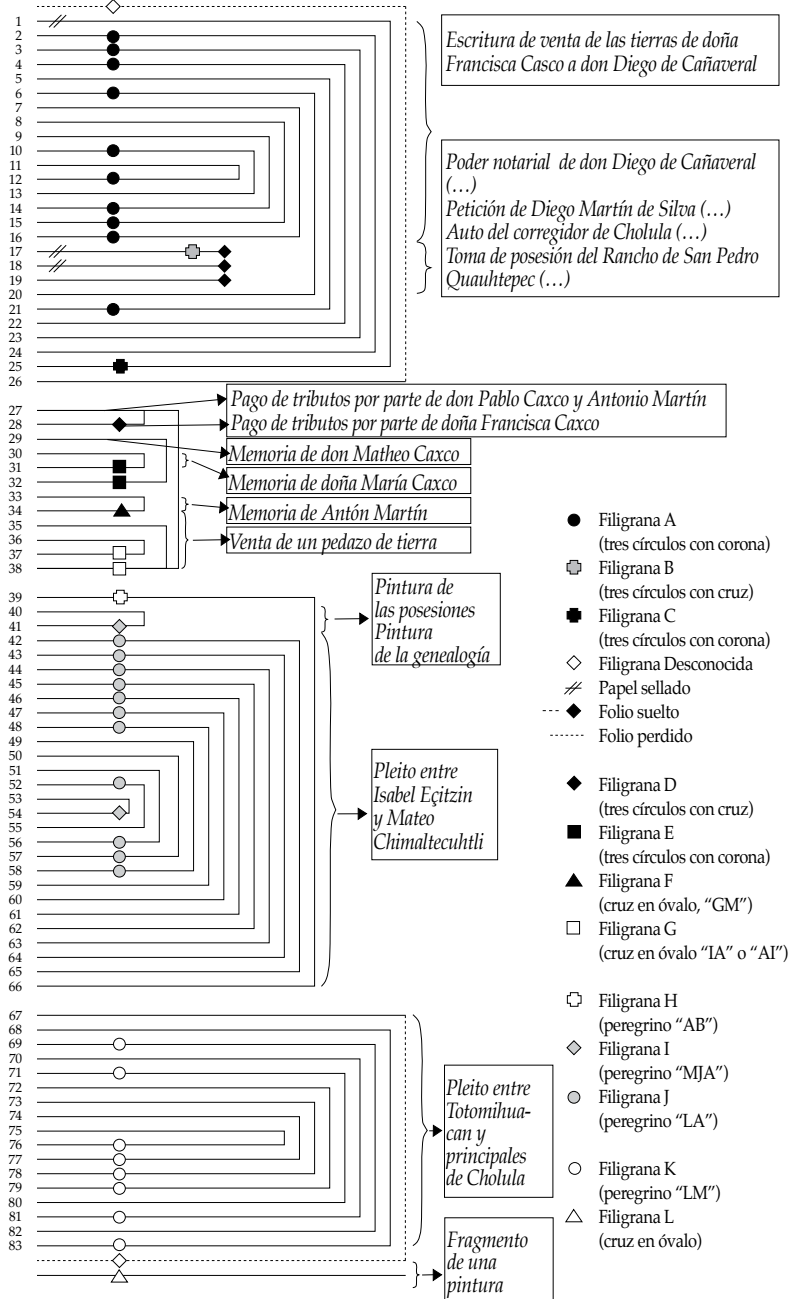 1
2
3
4
5
6
7
8
9
10
11
12
13
14
15
16
17
18
19
20
21
22
23
24
25
26
27
28
29
30
31
32
33
34
35
36
37
38
39
40
41
42
43
44
45
46
47
48
49
50
51
52
53
54
55
56
57
58
59
60
61
62
63
64
65
66
67
68
69
70
71
72
73
74
75
76
77
78
79
80
81
82
83
Escritura de venta de las tierras de doña
Francisca Casco a don Diego de Cañaveral
Poder notarial de don Diego de Cañaveral
(…)
Petición de Diego Martín de Silva (…)
Auto del corregidor de Cholula (…)
Toma de posesión del Rancho de San Pedro
Quauhtepec (…)
Pago de tributos por parte de don Pablo Caxco y Antonio Martín
Pago de tributos por parte de doña Francisca Caxco
Memoria de don Matheo Caxco
Memoria de doña María Caxco
Memoria de Antón Martín
Venta de un pedazo de tierra
Pintura de
las posesiones
Pintura
de la genealogía
Pleito entre
Isabel Eçitzin
y Mateo
Chimaltecuhtli
Pleito entre
Totomihua-
can y
principales
de Cholula
Fragmento
de una
pintura
Filigrana A
(tres círculos con corona)
Filigrana B
(tres círculos con cruz)
Filigrana C
(tres círculos con corona)
Filigrana Desconocida
Papel sellado
Folio suelto
Folio perdido
Filigrana D
(tres círculos con cruz)
Filigrana E
(tres círculos con corona)
Filigrana F
(cruz en óvalo, “GM”)
Filigrana G
(cruz en óvalo “IA” o “AI”)
Filigrana H
(peregrino “AB”)
Filigrana I
(peregrino “MJA”)
Filigrana J
(peregrino “LA”)
Filigrana K
(peregrino “LM”)
Filigrana L
(cruz en óvalo)